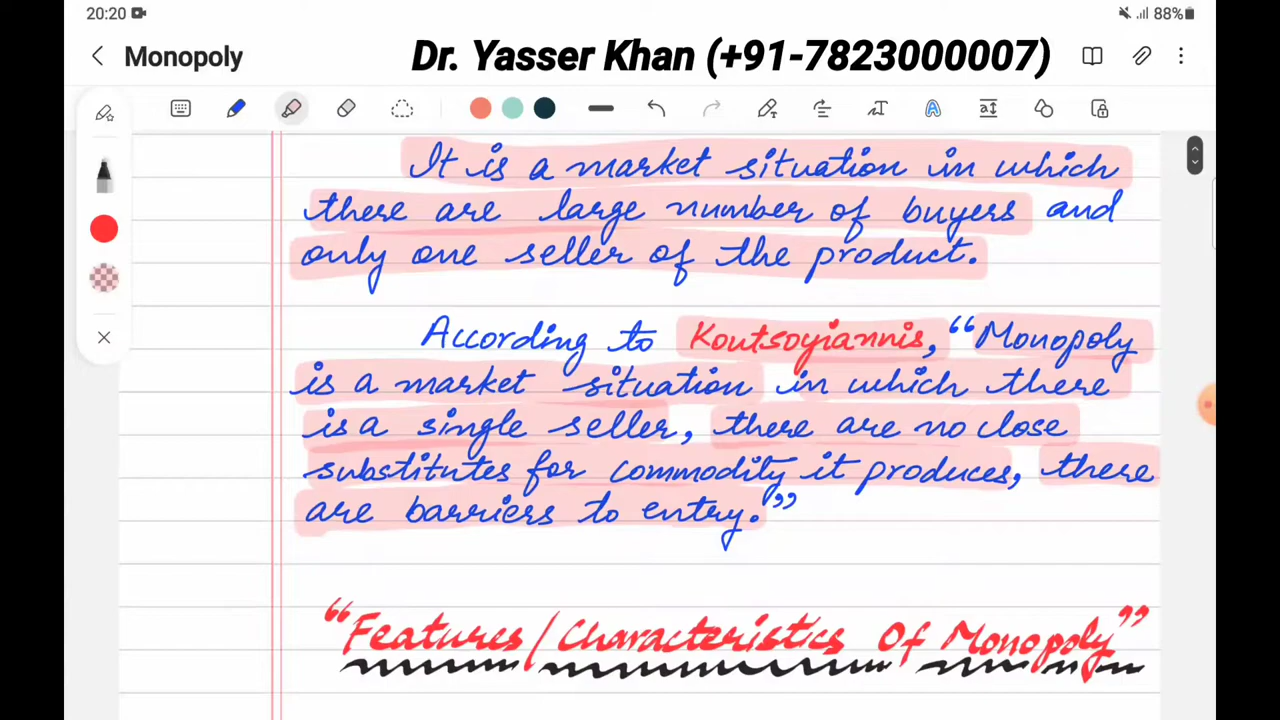 20:20 88%
Monopoly Dr. Yasser Khan (+91-7823000007)
It is a market situation in which
there are large number of buyers and
only one seller of the product.
According to Koutsoyiannis, “Monopoly
is a market situation in which there
is a single seller, there are no close
substitutes for commodity it produces, there
are barriers to entry.”
“Features/Characteristics Of Monopoly”